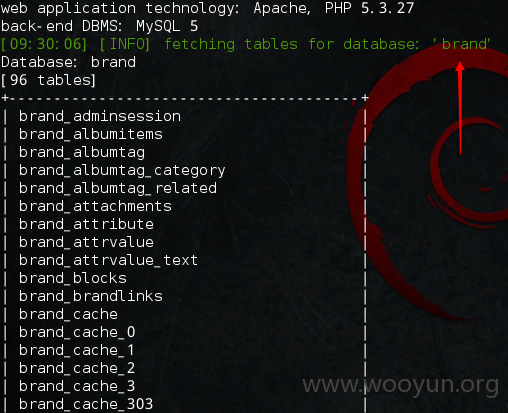 web application technology: Apache, PHP 5.3.27
back-end DBMS: MySQL 5
[09:30:06] [INFO] fetching tables for database: 'brand'
Database: brand
[96 tables]
+---------------------------------------+
| brand_adminsession |
| brand_albumitems |
| brand_albumtag |
| brand_albumtag_category |
| brand_albumtag_related |
| brand_attachments |
| brand_attribute |
| brand_attrvalue |
| brand_attrvalue_text |
| brand_blocks |
| brand_brandlinks |
| brand_cache |
| brand_cache_0 |
| brand_cache_1 |
| brand_cache_2 |
| brand_cache_3 |
| brand_cache_303 |
www.wooyun.org